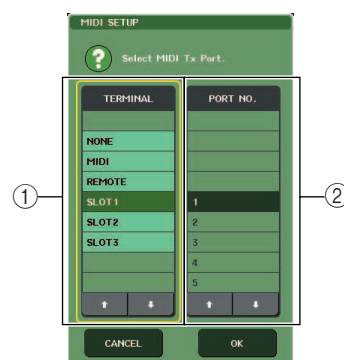 MIDI SETUP
?
Select MIDI Tx Port.
TERMINAL
PORT NO.
NONE
MIDI
REMOTE
SLOT1
1
SLOT2
2
SLOT3
3
4
5
CANCEL
OK
①
②